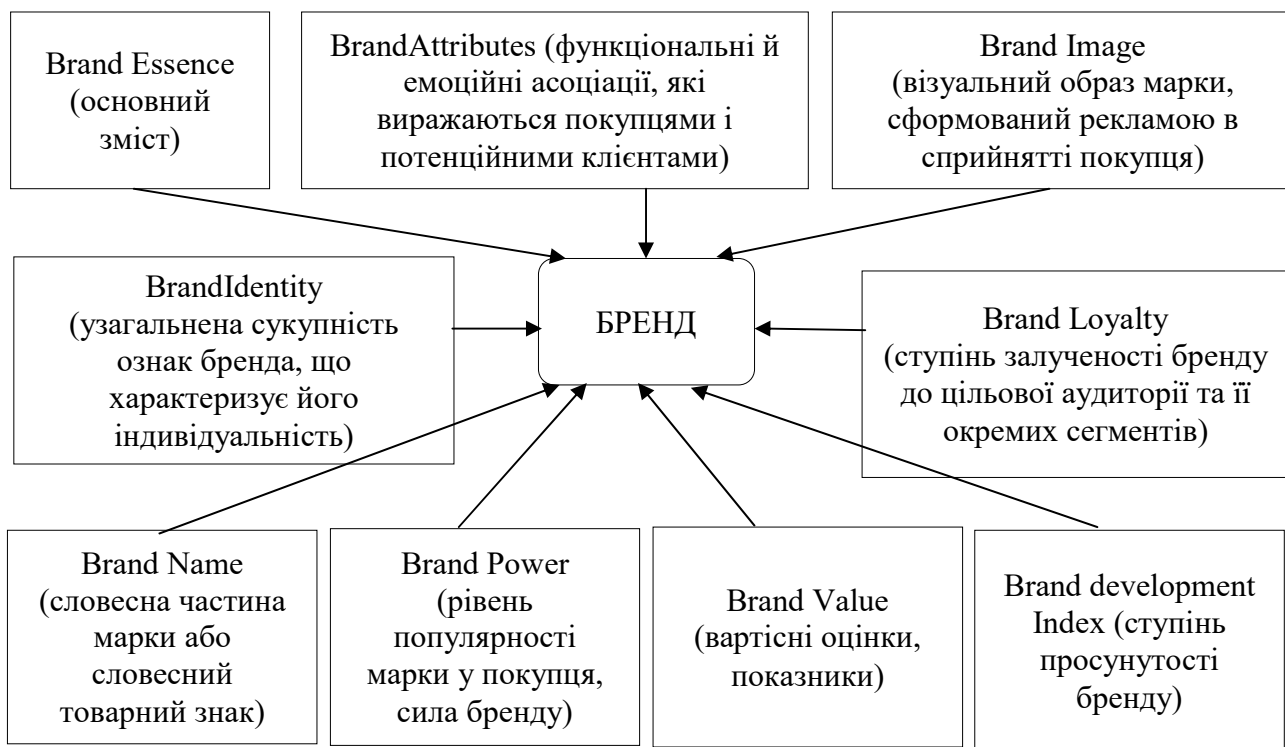 Brand Essence
(основний
зміст)
BrandAttributes (функціональні й
емоційні асоціації, які
виражаються покупцями і
потенційними клієнтами)
Brand Image
(візуальний образ марки,
сформований рекламою в
сприйнятті покупця)
BrandIdentity
(узагальнена сукупність
ознак бренда, що
характеризує його
індивідуальність)
БРЕНД
Brand Loyalty
(ступінь залученості бренду
до цільової аудиторії та її
окремих сегментів)
Brand Name
(словесна частина
марки або
словесний
товарний знак)
Brand Power
(рівень
популярності
марки у покупця,
сила бренду)
Brand Value
(вартісні оцінки,
показники)
Brand development
Index (ступінь
просунутості
бренду)